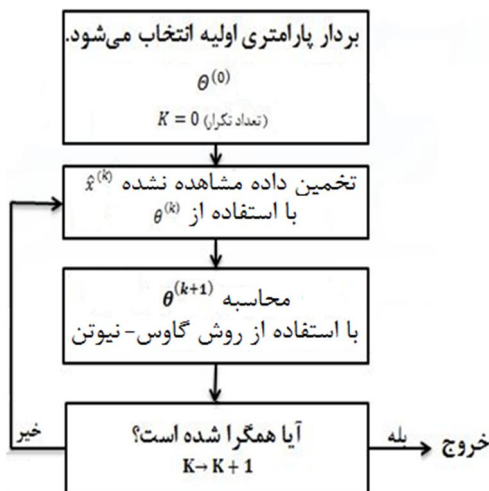 بردار پارامتری اولیه انتخاب می‌شود.
Θ^(0)
K = 0 (تعداد تکرار)
تخمین داده مشاهده نشده x̂^(k)
با استفاده از θ^(k)
محاسبه θ^(k+1)
با استفاده از روش گاوس-نیوتن
آیا همگرا شده است؟
K→ K + 1
بله
خروج
خیر